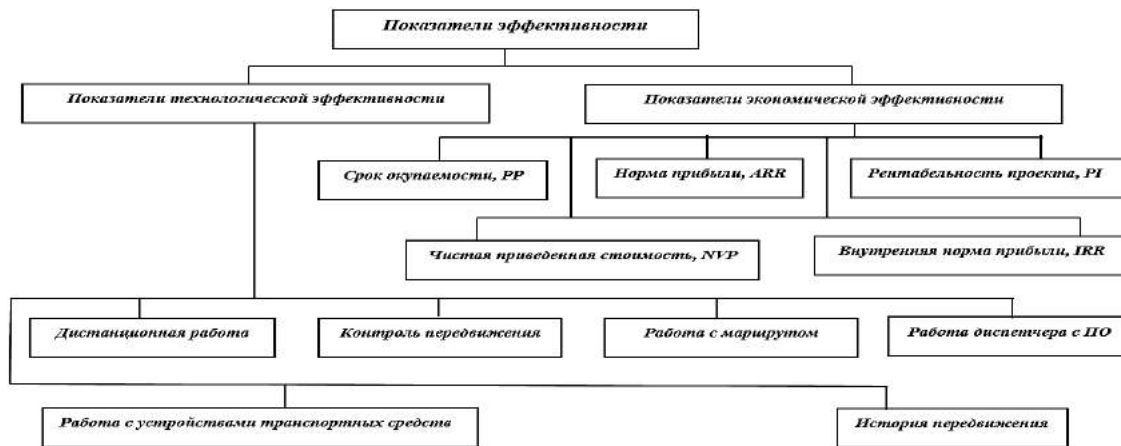 Показатели эффективности
Показатели технологической эффективности
Показатели экономической эффективности
Срок окупаемости, PP
Норма прибыли, ARR
Рентабельность проекта, PI
Чистая приведенная стоимость, NVP
Внутренняя норма прибыли, IRR
Дистанционная работа
Контроль передвижения
Работа с маршрутом
Работа диспетчера с ПО
Работа с устройствами транспортных средств
История передвижения